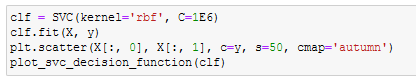 clf = SVC(kernel='rbf', C=1E6)
clf.fit(X, y)
plt.scatter(X[:, 0], X[:, 1], c=y, s=50, cmap='autumn')
plot_svc_decision_function(clf)